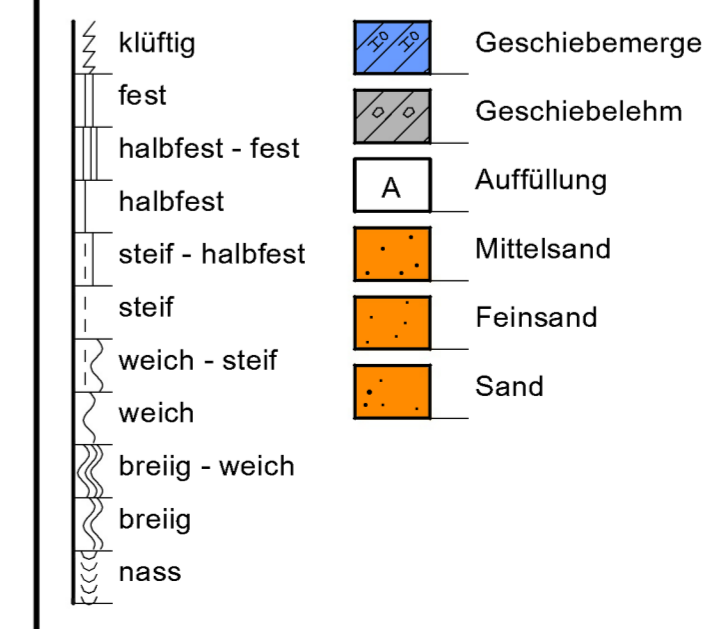 klüftig
fest
halbfest - fest
halbfest
steif - halbfest
steif
weich - steif
weich
breiig - weich
breiig
nass
Geschiebemerge
Geschiebelehm
A
Auffüllung
Mittelsand
Feinsand
Sand